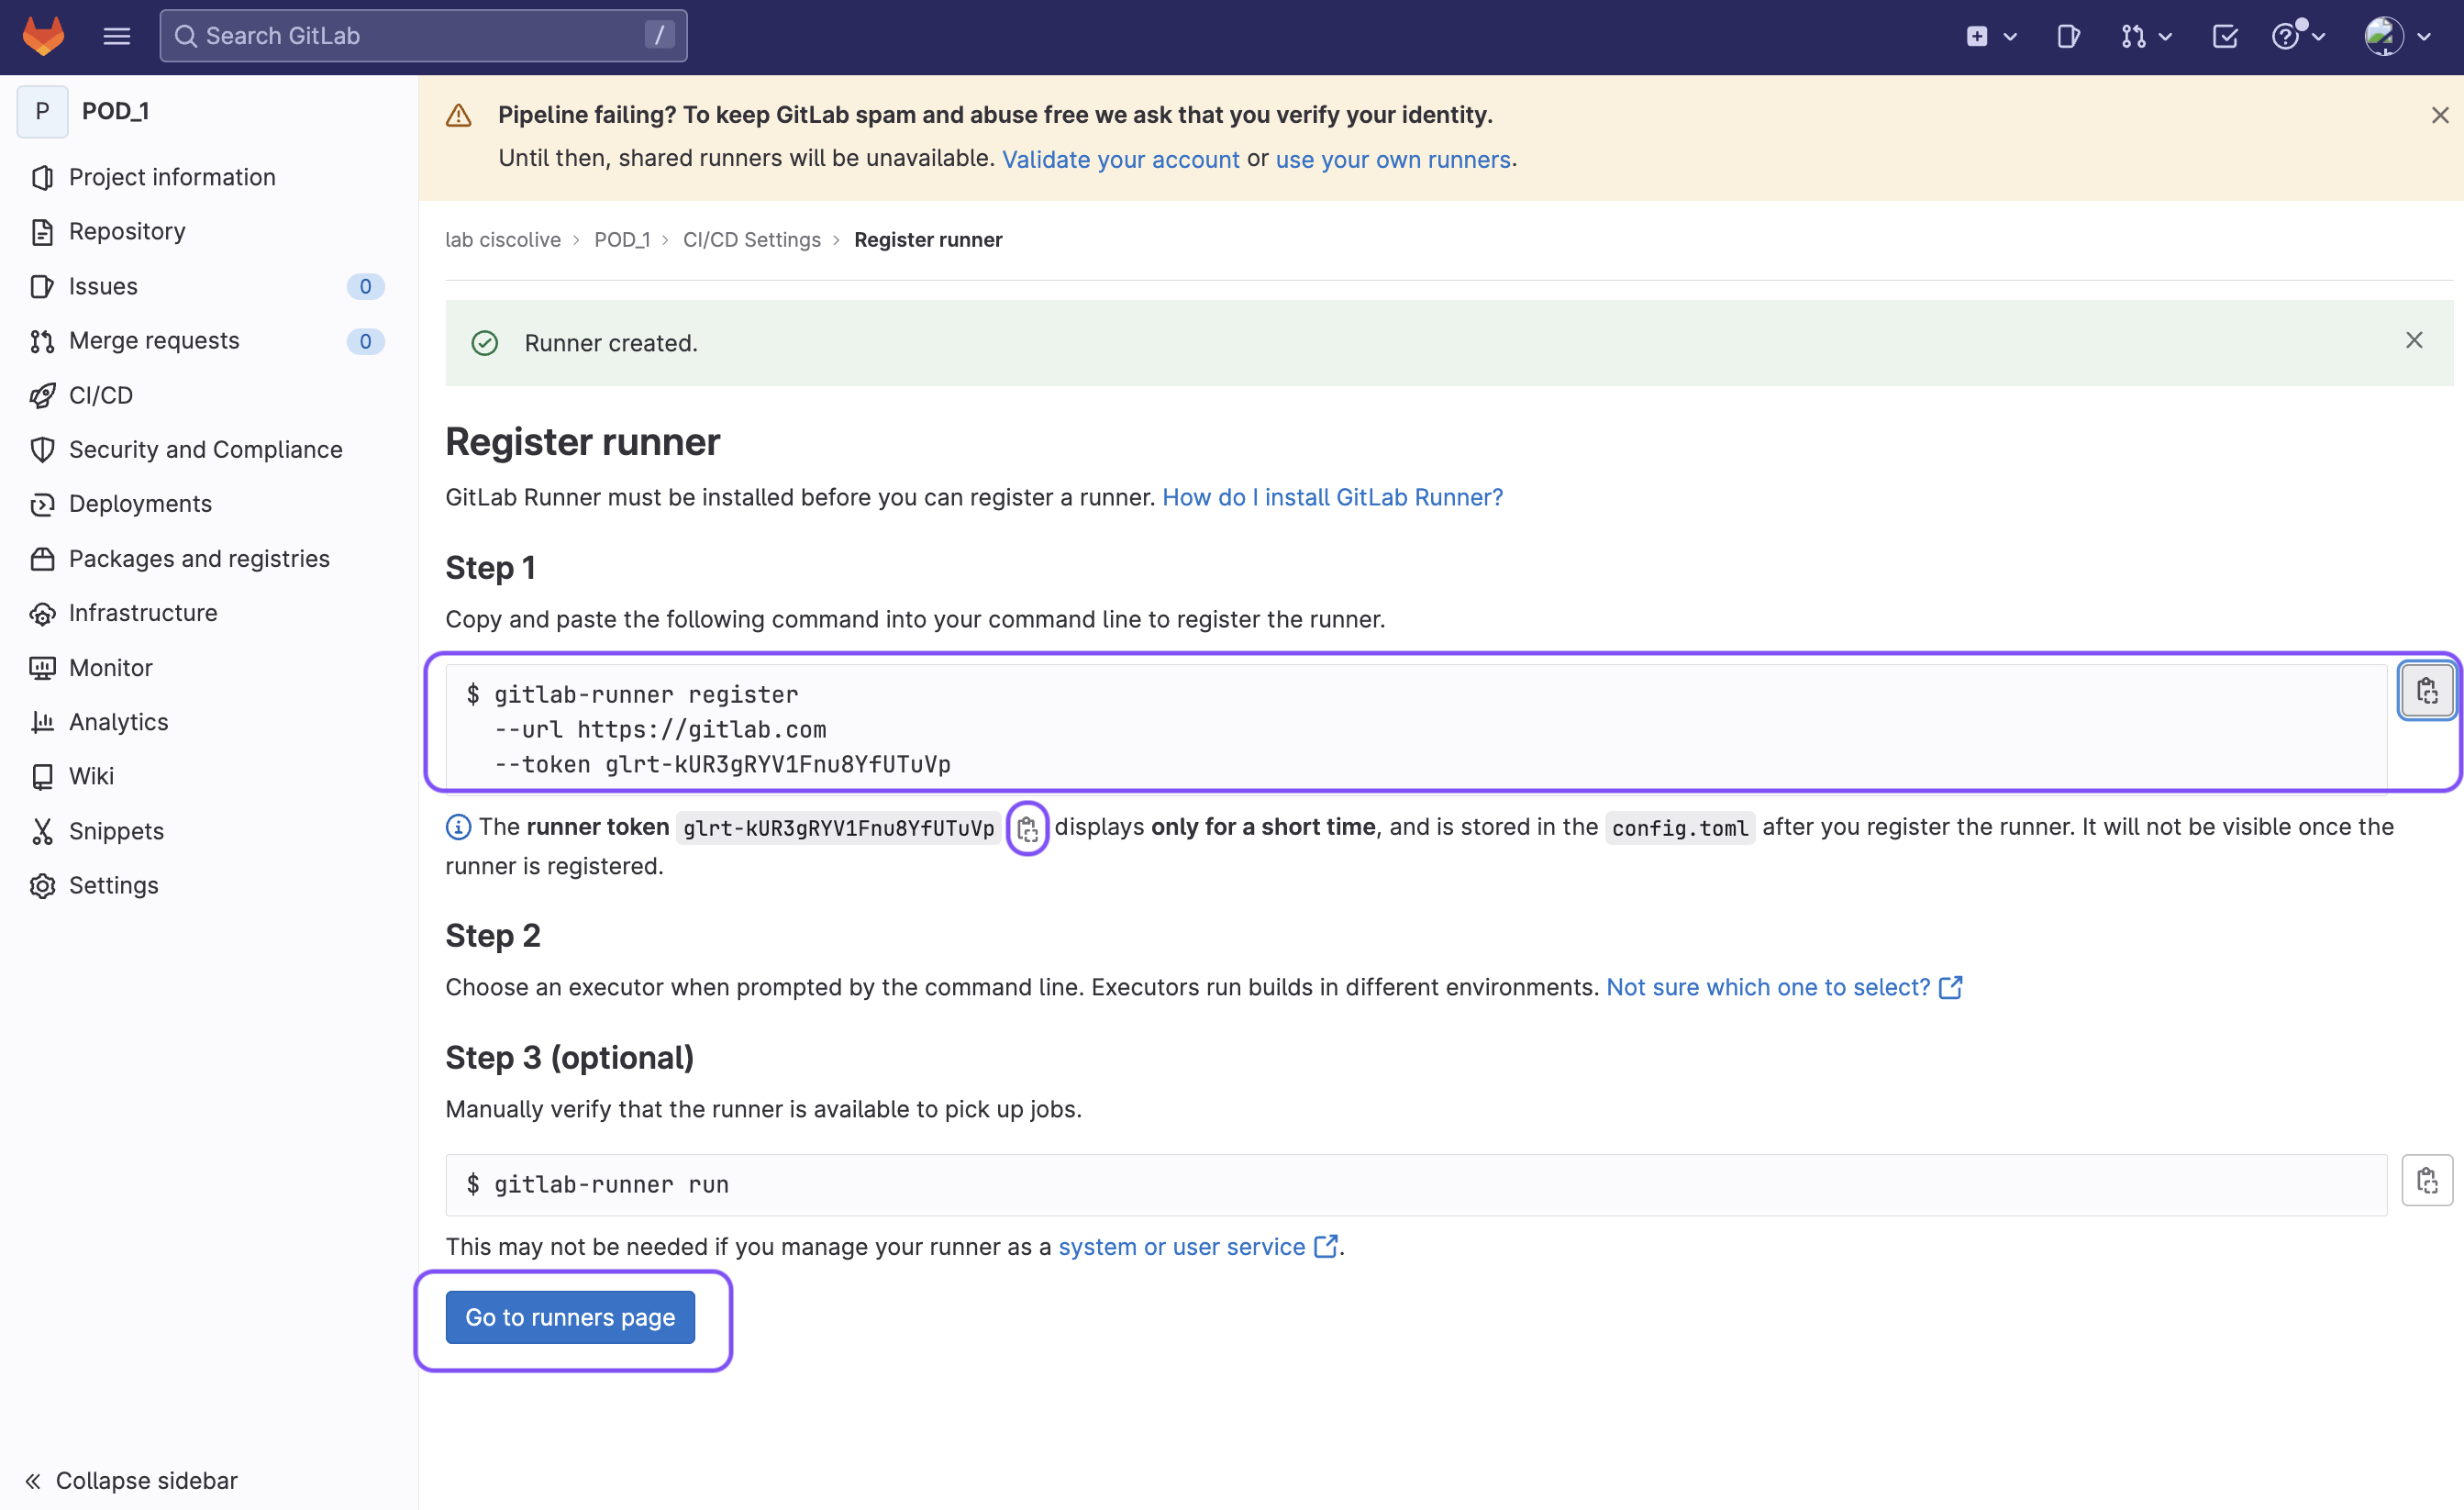 Search GitLab /
P POD_1
Project information
Repository
Issues 0
Merge requests 0
CI/CD
Security and Compliance
Deployments
Packages and registries
Infrastructure
Monitor
Analytics
Wiki
Snippets
Settings
Collapse sidebar
Pipeline failing? To keep GitLab spam and abuse free we ask that you verify your identity.
Until then, shared runners will be unavailable. Validate your account or use your own runners.
lab ciscolive › POD_1 › CI/CD Settings › Register runner
Runner created.
Register runner
GitLab Runner must be installed before you can register a runner. How do I install GitLab Runner?
Step 1
Copy and paste the following command into your command line to register the runner.
$ gitlab-runner register
--url https://gitlab.com
--token glrt-kUR3gRYV1Fnu8YfUTuVp
The runner token glrt-kUR3gRYV1Fnu8YfUTuVp displays only for a short time, and is stored in the config.toml after you register the runner. It will not be visible once the
runner is registered.
Step 2
Choose an executor when prompted by the command line. Executors run builds in different environments. Not sure which one to select?
Step 3 (optional)
Manually verify that the runner is available to pick up jobs.
$ gitlab-runner run
This may not be needed if you manage your runner as a system or user service.
Go to runners page